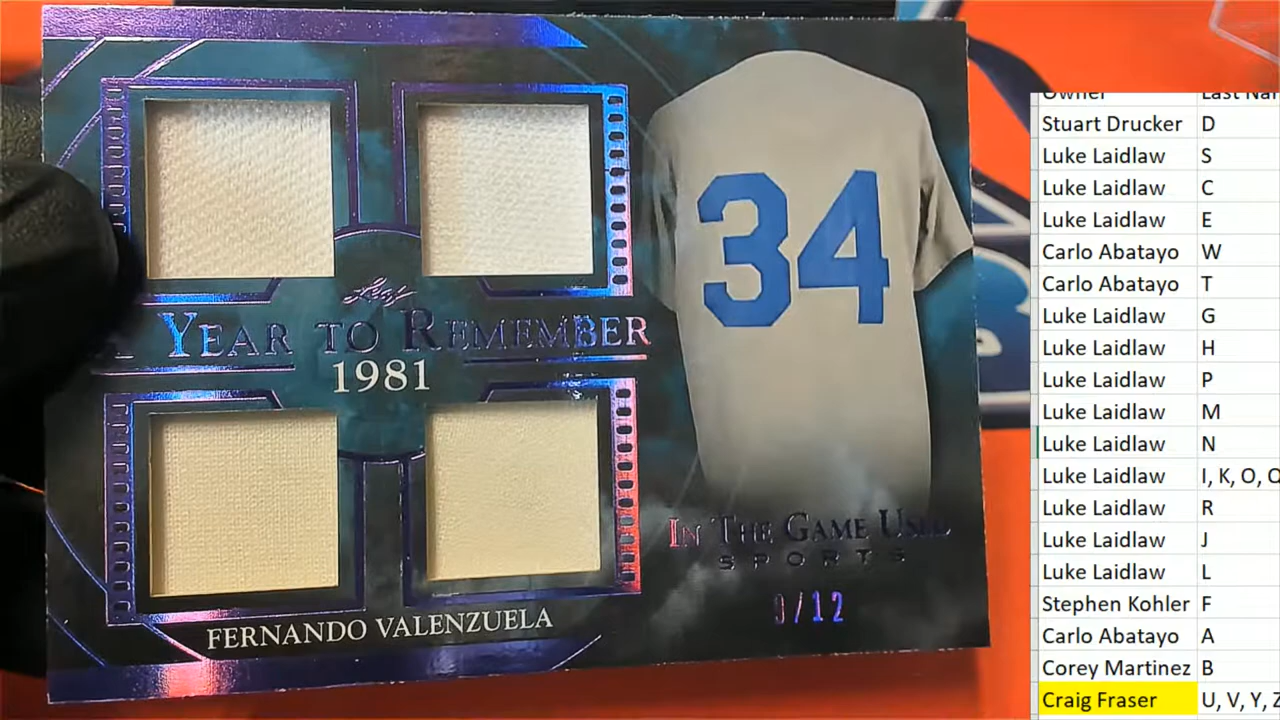 34
Leaf
A YEAR TO REMEMBER
1981
IN THE GAME USED
SPORTS
/12
FERNANDO VALENZUELA
Owner
Stuart Drucker D
Luke Laidlaw S
Luke Laidlaw C
Luke Laidlaw E
Carlo Abatayo W
Carlo Abatayo T
Luke Laidlaw G
Luke Laidlaw H
Luke Laidlaw P
Luke Laidlaw M
Luke Laidlaw N
Luke Laidlaw I, K, O, Q
Luke Laidlaw R
Luke Laidlaw J
Luke Laidlaw L
Stephen Kohler F
Carlo Abatayo A
Corey Martinez B
Craig Fraser U, V, Y, Z